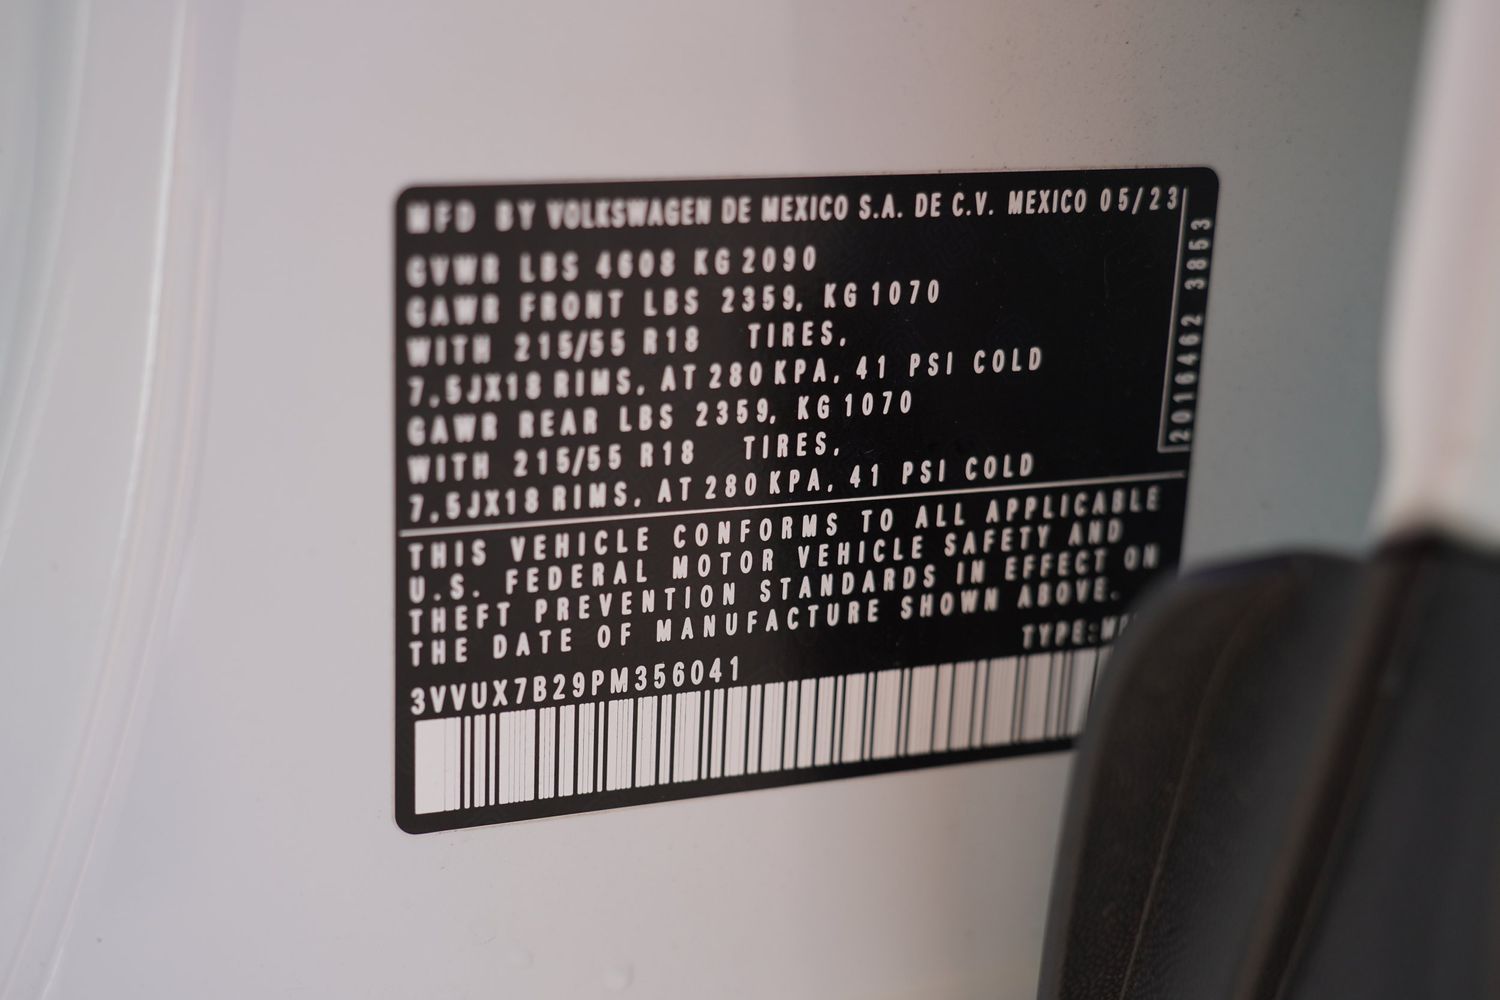 MFD BY VOLKSWAGEN DE MEXICO S.A. DE C.V. MEXICO 05/23
GVWR LBS 4608 KG 2090
GAWR FRONT LBS 2359, KG 1070
WITH 215/55 R18 TIRES,
7.5JX18 RIMS, AT 280 KPA, 41 PSI COLD
GAWR REAR LBS 2359, KG 1070
WITH 215/55 R18 TIRES,
7.5JX18 RIMS, AT 280 KPA, 41 PSI COLD
2016462 3853
THIS VEHICLE CONFORMS TO ALL APPLICABLE
U.S. FEDERAL MOTOR VEHICLE SAFETY AND
THEFT PREVENTION STANDARDS IN EFFECT ON
THE DATE OF MANUFACTURE SHOWN ABOVE.
TYPE:
3VVUX7B29PM356041